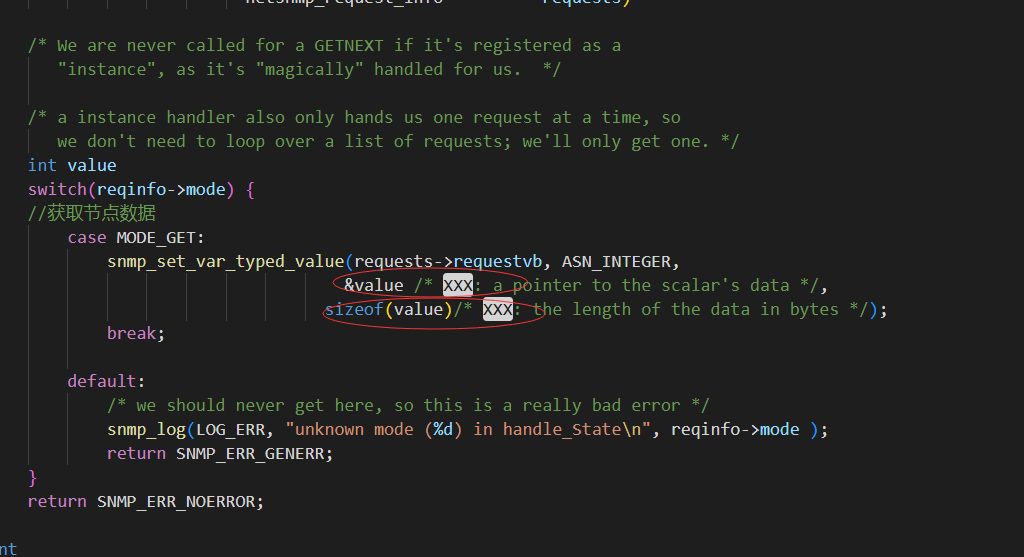 netsnmp_request_info requests)
/* We are never called for a GETNEXT if it's registered as a
"instance", as it's "magically" handled for us. */
/* a instance handler also only hands us one request at a time, so
we don't need to loop over a list of requests; we'll only get one. */
int value
switch(reqinfo->mode) {
//获取节点数据
case MODE_GET:
snmp_set_var_typed_value(requests->requestvb, ASN_INTEGER,
&value /* XXX: a pointer to the scalar's data */,
sizeof(value)/* XXX: the length of the data in bytes */);
break;
default:
/* we should never get here, so this is a really bad error */
snmp_log(LOG_ERR, "unknown mode (%d) in handle_State\n", reqinfo->mode );
return SNMP_ERR_GENERR;
}
return SNMP_ERR_NOERROR;
nt